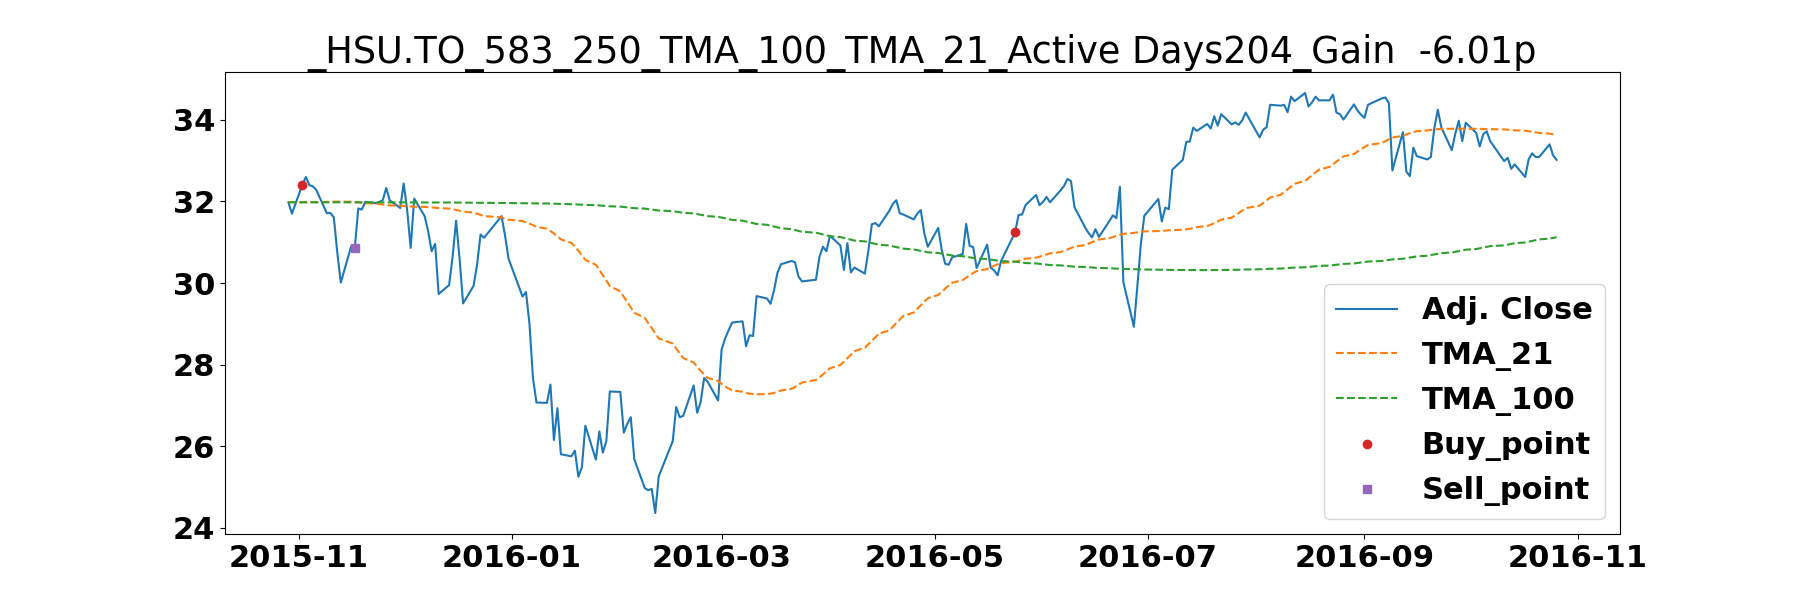 _HSU.TO_583_250_TMA_100_TMA_21_Active Days204_Gain  -6.01p
34
32
30
28
26
24
Adj. Close
TMA_21
TMA_100
Buy_point
Sell_point
2015-11 2016-01 2016-03 2016-05 2016-07 2016-09 2016-11